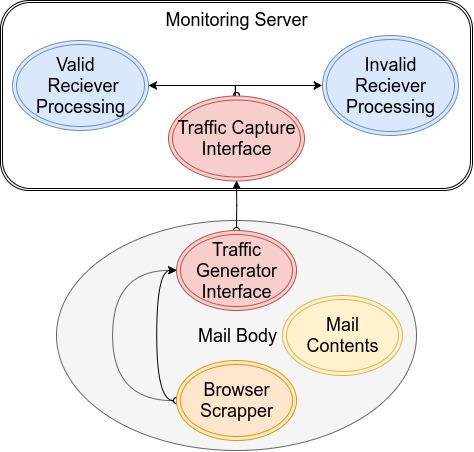 Monitoring Server
Valid
Reciever
Processing
Invalid
Reciever
Processing
Traffic Capture
Interface
Traffic
Generator
Interface
Mail Body
Mail
Contents
Browser
Scrapper